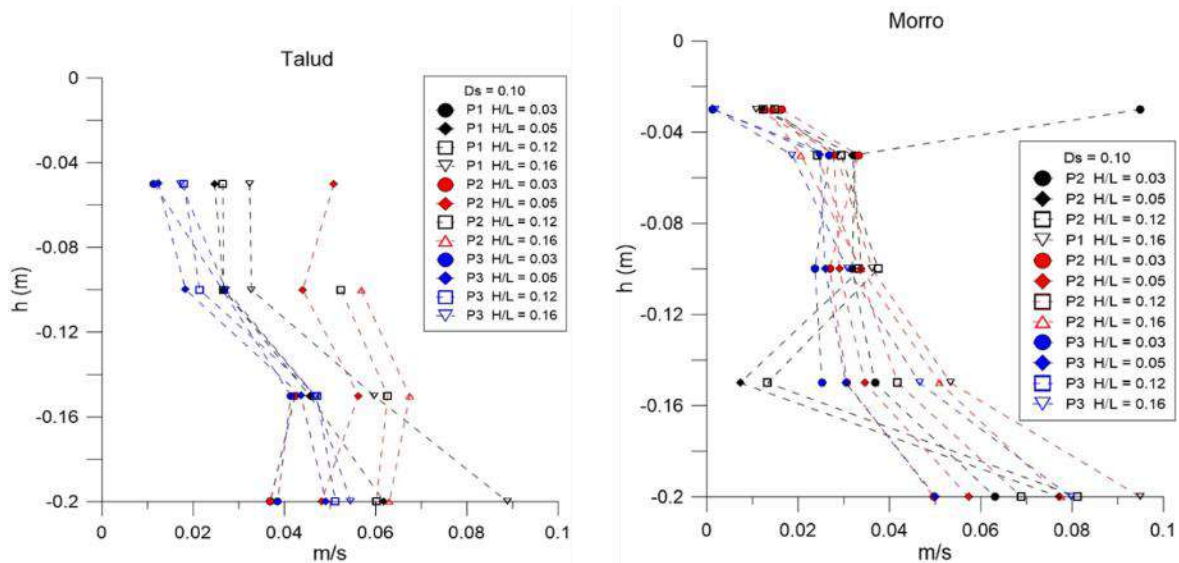 Talud
0
-0.04
-0.08
-0.12
-0.16
-0.2
h (m)
0 0.02 0.04 0.06 0.08 0.1
m/s
Ds = 0.10
P1 H/L = 0.03
P1 H/L = 0.05
P1 H/L = 0.12
P1 H/L = 0.16
P2 H/L = 0.03
P2 H/L = 0.05
P2 H/L = 0.12
P2 H/L = 0.16
P3 H/L = 0.03
P3 H/L = 0.05
P3 H/L = 0.12
P3 H/L = 0.16
Morro
0
-0.04
-0.08
-0.12
-0.16
-0.2
h (m)
0 0.02 0.04 0.06 0.08 0.1
m/s
Ds = 0.10
P2 H/L = 0.03
P2 H/L = 0.05
P2 H/L = 0.12
P1 H/L = 0.16
P2 H/L = 0.03
P2 H/L = 0.05
P2 H/L = 0.12
P2 H/L = 0.16
P3 H/L = 0.03
P3 H/L = 0.05
P3 H/L = 0.12
P3 H/L = 0.16